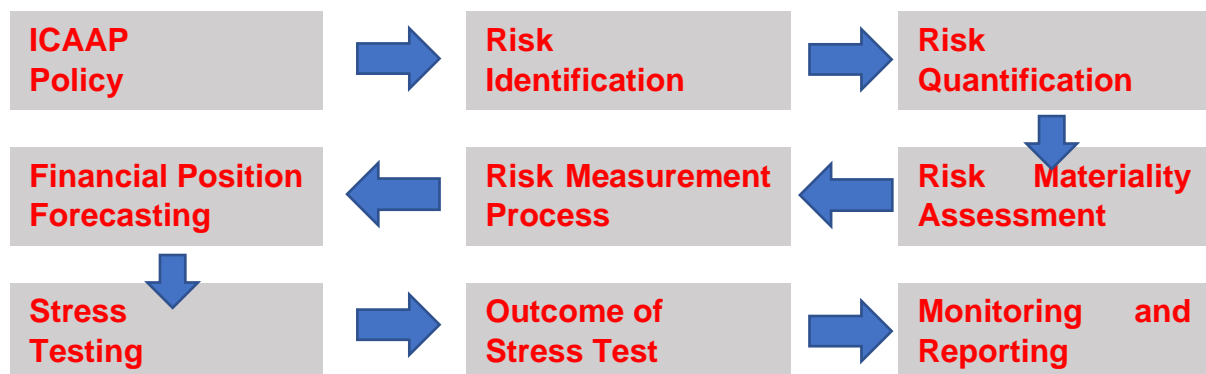 ICAAP
Policy
Risk
Identification
Risk
Quantification
Financial Position
Forecasting
Risk Measurement
Process
Risk Materiality
Assessment
Stress
Testing
Outcome of
Stress Test
Monitoring and
Reporting